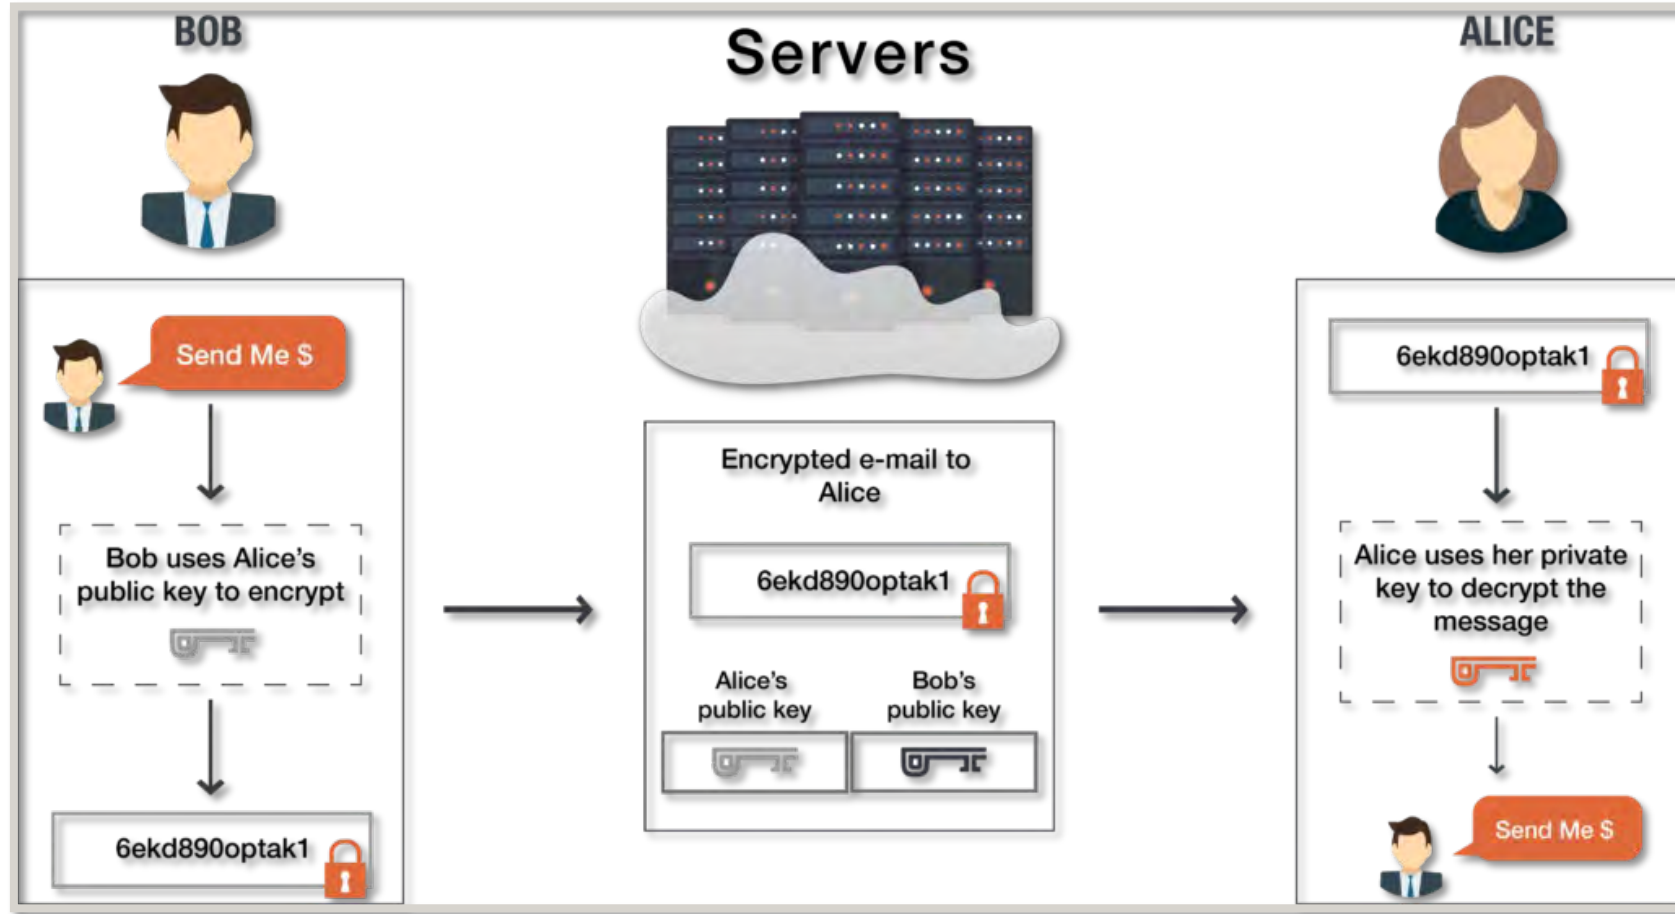 BOB
Send Me $
Bob uses Alice's
public key to encrypt
6ekd890optak1
Servers
Encrypted e-mail to
Alice
6ekd890optak1
Alice's
public key
Bob's
public key
ALICE
6ekd890optak1
Alice uses her private
key to decrypt the
message
Send Me $